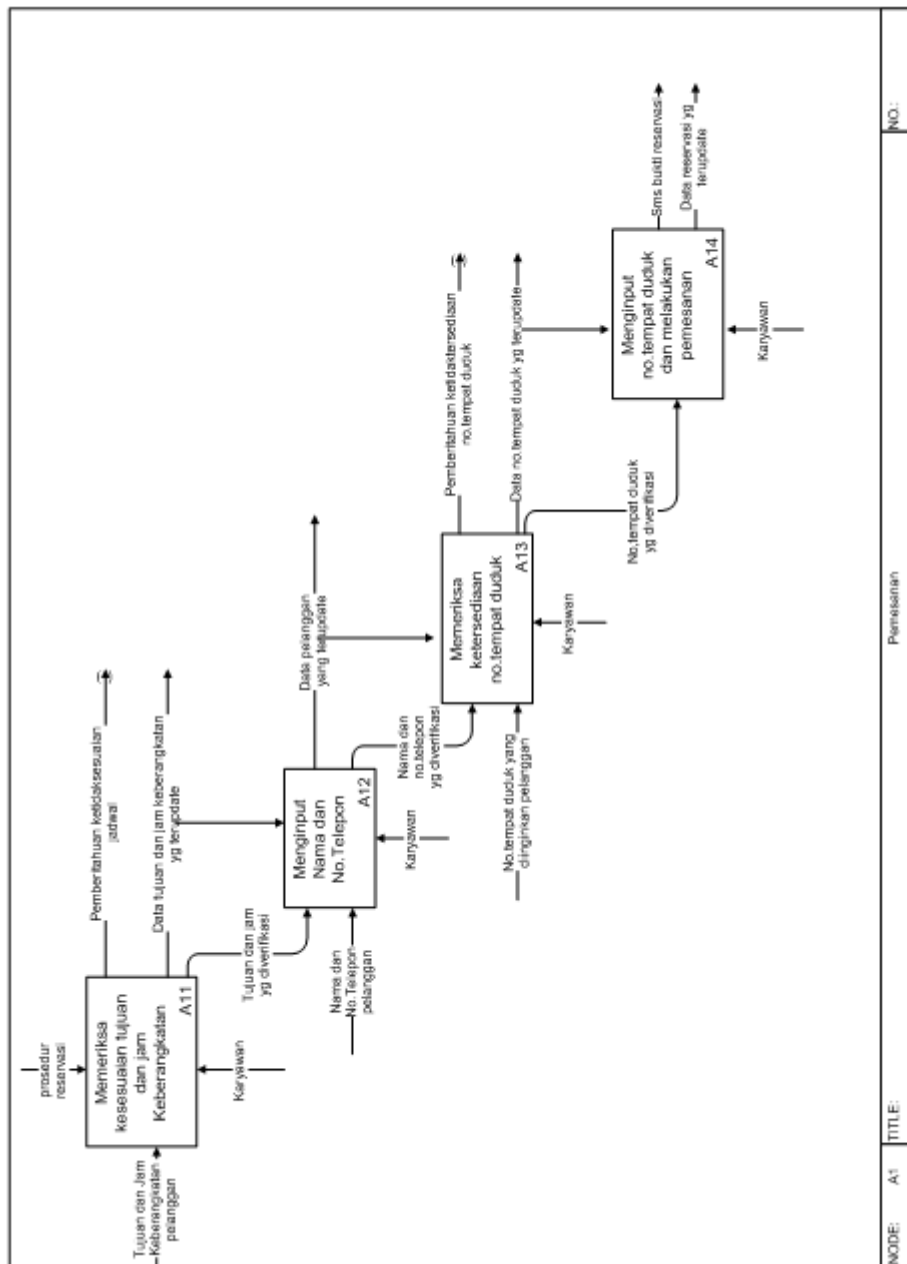 prosedur
reservasi
Tujuan dan Jam
Keberangkatan
pelanggan
Memeriksa
kesesuaian tujuan
dan jam
Keberangkatan
A11
Karyawan
Pemberitahuan ketidaksesuaian
jadwal
Data tujuan dan jam keberangkatan
yg terupdate
Tujuan dan jam
yg diverifikasi
Nama dan
No.Telepon
pelanggan
Menginput
Nama dan
No.Telepon
A12
Karyawan
Data pelanggan
yang terupdate
Nama dan
no.telepon
yg diverifikasi
No.tempat duduk yang
diinginkan pelanggan
Memeriksa
ketersediaan
no.tempat duduk
A13
Karyawan
Pemberitahuan ketidaktersediaan
no.tempat duduk
Data no.tempat duduk yg terupdate
No.tempat duduk
yg diverifikasi
Menginput
no.tempat duduk
dan melakukan
pemesanan
A14
Karyawan
Sms bukti reservasi
Data reservasi yg
terupdate
NODE: A1
TITLE: Pemesanan
NO.: